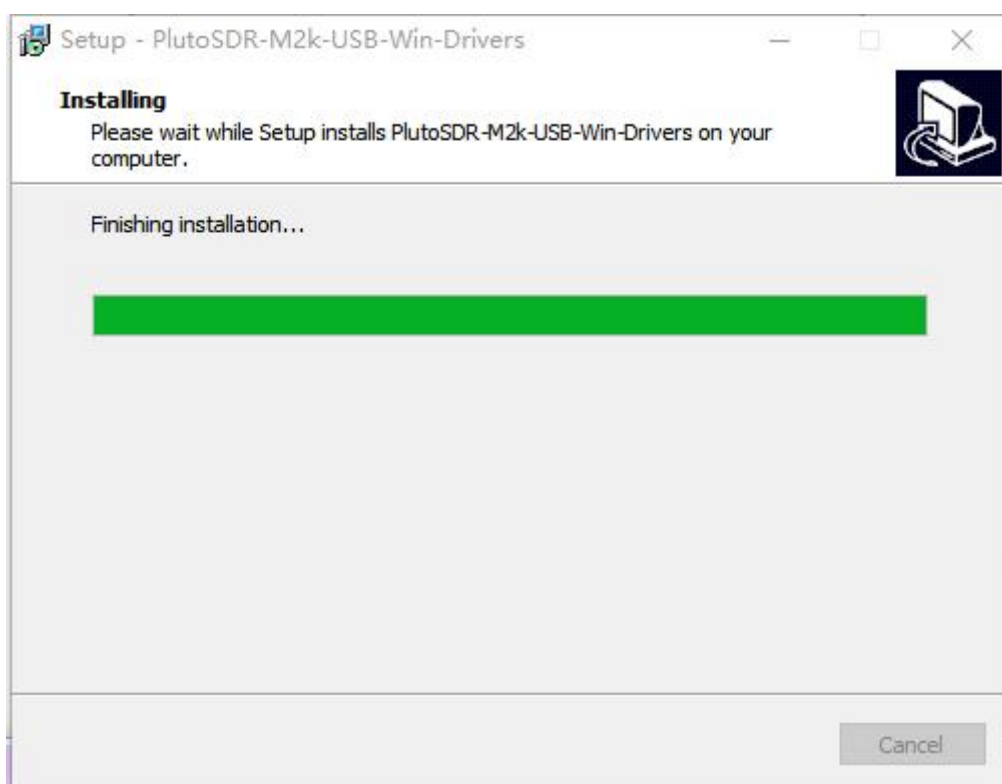 Setup - PlutoSDR-M2k-USB-Win-Drivers
Installing
Please wait while Setup installs PlutoSDR-M2k-USB-Win-Drivers on your
computer.
Finishing installation...
Cancel